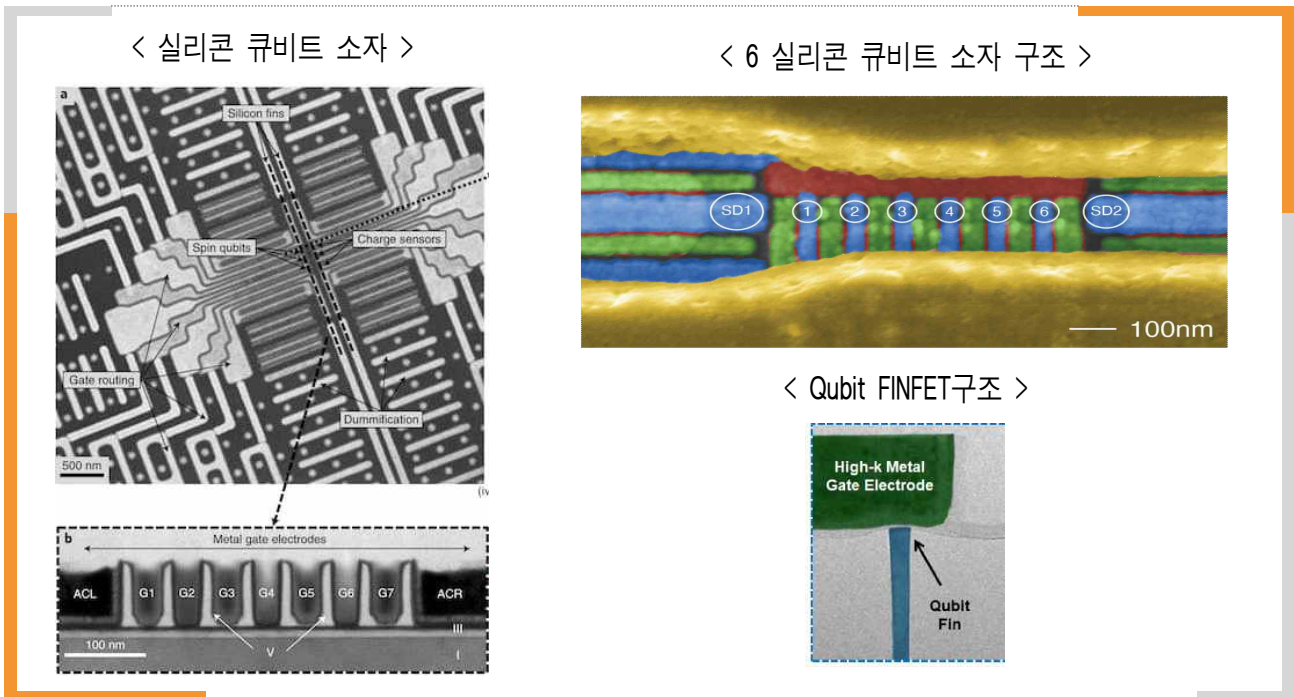 < 실리콘 큐비트 소자 >
a
Silicon fins
Spin qubits
Charge sensors
Gate routing
Dummification
500 nm
(iv
b
Metal gate electrodes
ACL
G1
G2
G3
G4
G5
G6
G7
ACR
III
100 nm
V
I
< 6 실리콘 큐비트 소자 구조 >
SD1
1
2
3
4
5
6
SD2
100nm
< Qubit FINFET구조 >
High-k Metal
Gate Electrode
Qubit
Fin